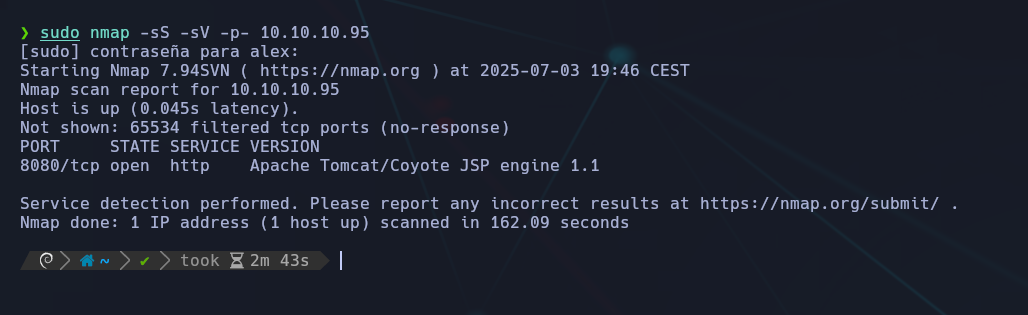 ❯ sudo nmap -sS -sV -p- 10.10.10.95
[sudo] contraseña para alex:
Starting Nmap 7.94SVN ( https://nmap.org ) at 2025-07-03 19:46 CEST
Nmap scan report for 10.10.10.95
Host is up (0.045s latency).
Not shown: 65534 filtered tcp ports (no-response)
PORT     STATE SERVICE VERSION
8080/tcp open  http    Apache Tomcat/Coyote JSP engine 1.1
Service detection performed. Please report any incorrect results at https://nmap.org/submit/ .
Nmap done: 1 IP address (1 host up) scanned in 162.09 seconds
~ ✔ took 2m 43s